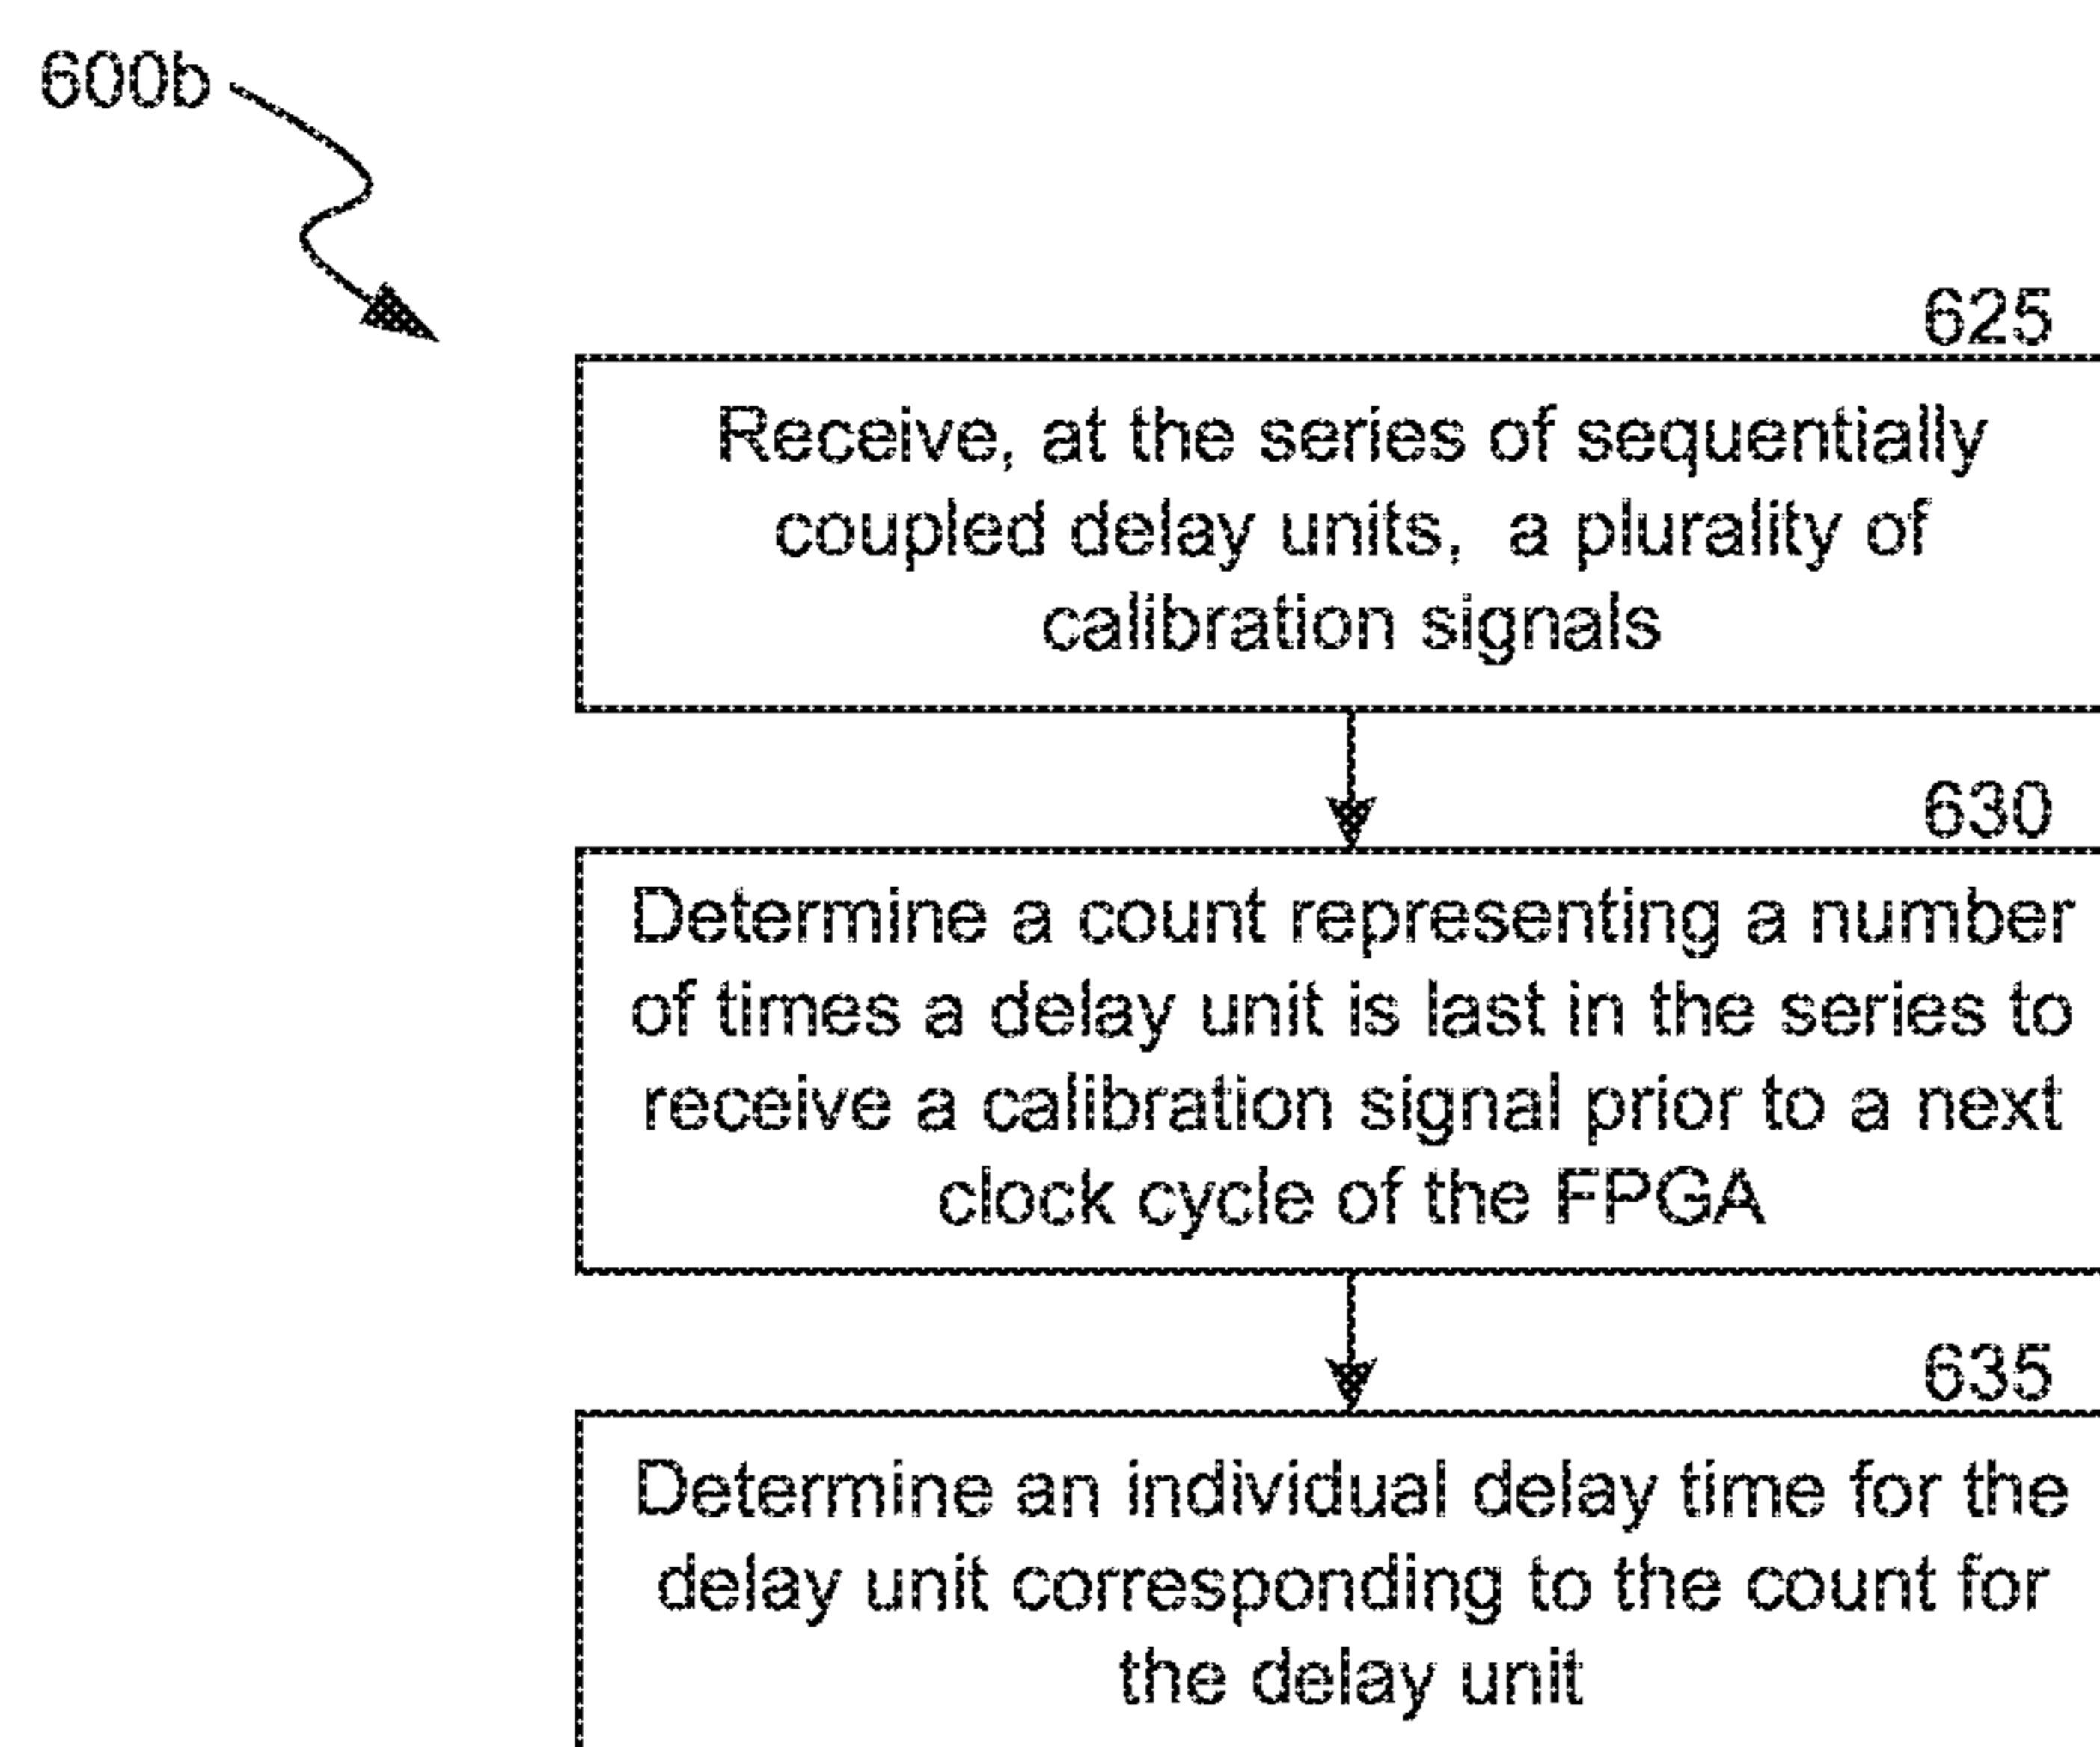 600b
625
Receive, at the series of sequentially
coupled delay units, a plurality of
calibration signals
630
Determine a count representing a number
of times a delay unit is last in the series to
receive a calibration signal prior to a next
clock cycle of the FPGA
635
Determine an individual delay time for the
delay unit corresponding to the count for
the delay unit